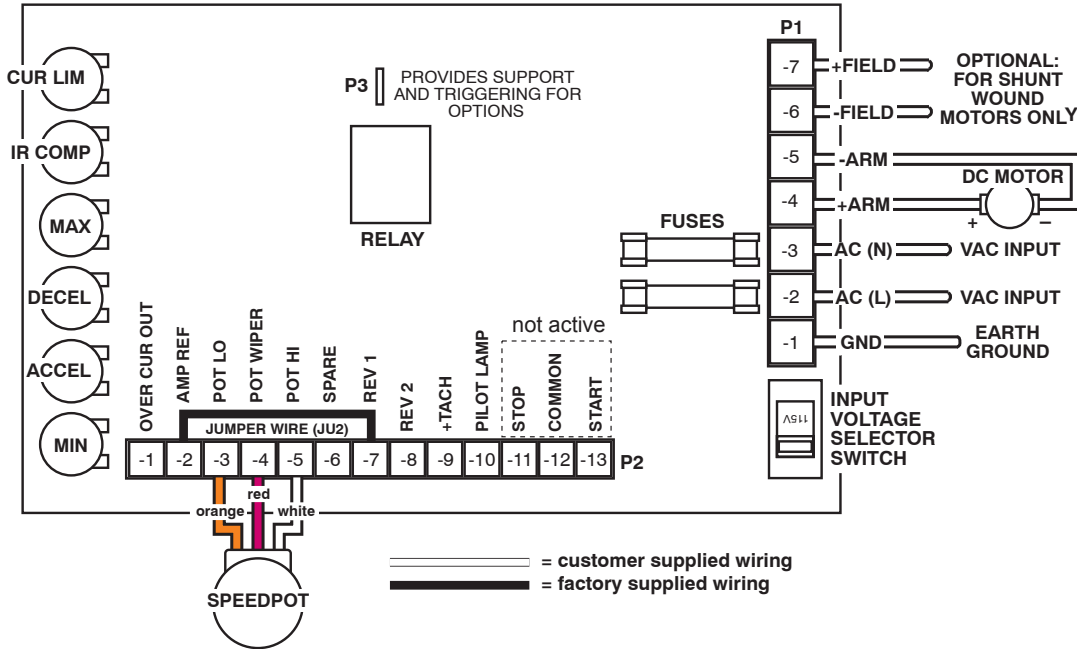 CUR LIM
IR COMP
MAX
DECEL
ACCEL
MIN
P3
PROVIDES SUPPORT
AND TRIGGERING FOR
OPTIONS
RELAY
FUSES
P1
-7
+FIELD
-6
-FIELD
-5
-ARM
-4
+ARM
-3
AC (N)
-2
AC (L)
-1
GND
OPTIONAL:
FOR SHUNT
WOUND
MOTORS ONLY
DC MOTOR
+
–
VAC INPUT
VAC INPUT
EARTH
GROUND
115V
INPUT
VOLTAGE
SELECTOR
SWITCH
not active
OVER CUR OUT
AMP REF
POT LO
POT WIPER
POT HI
SPARE
REV 1
REV 2
+TACH
PILOT LAMP
STOP
COMMON
START
JUMPER WIRE (JU2)
-1
-2
-3
-4
-5
-6
-7
-8
-9
-10
-11
-12
-13
P2
orange
red
white
SPEEDPOT
= customer supplied wiring
= factory supplied wiring